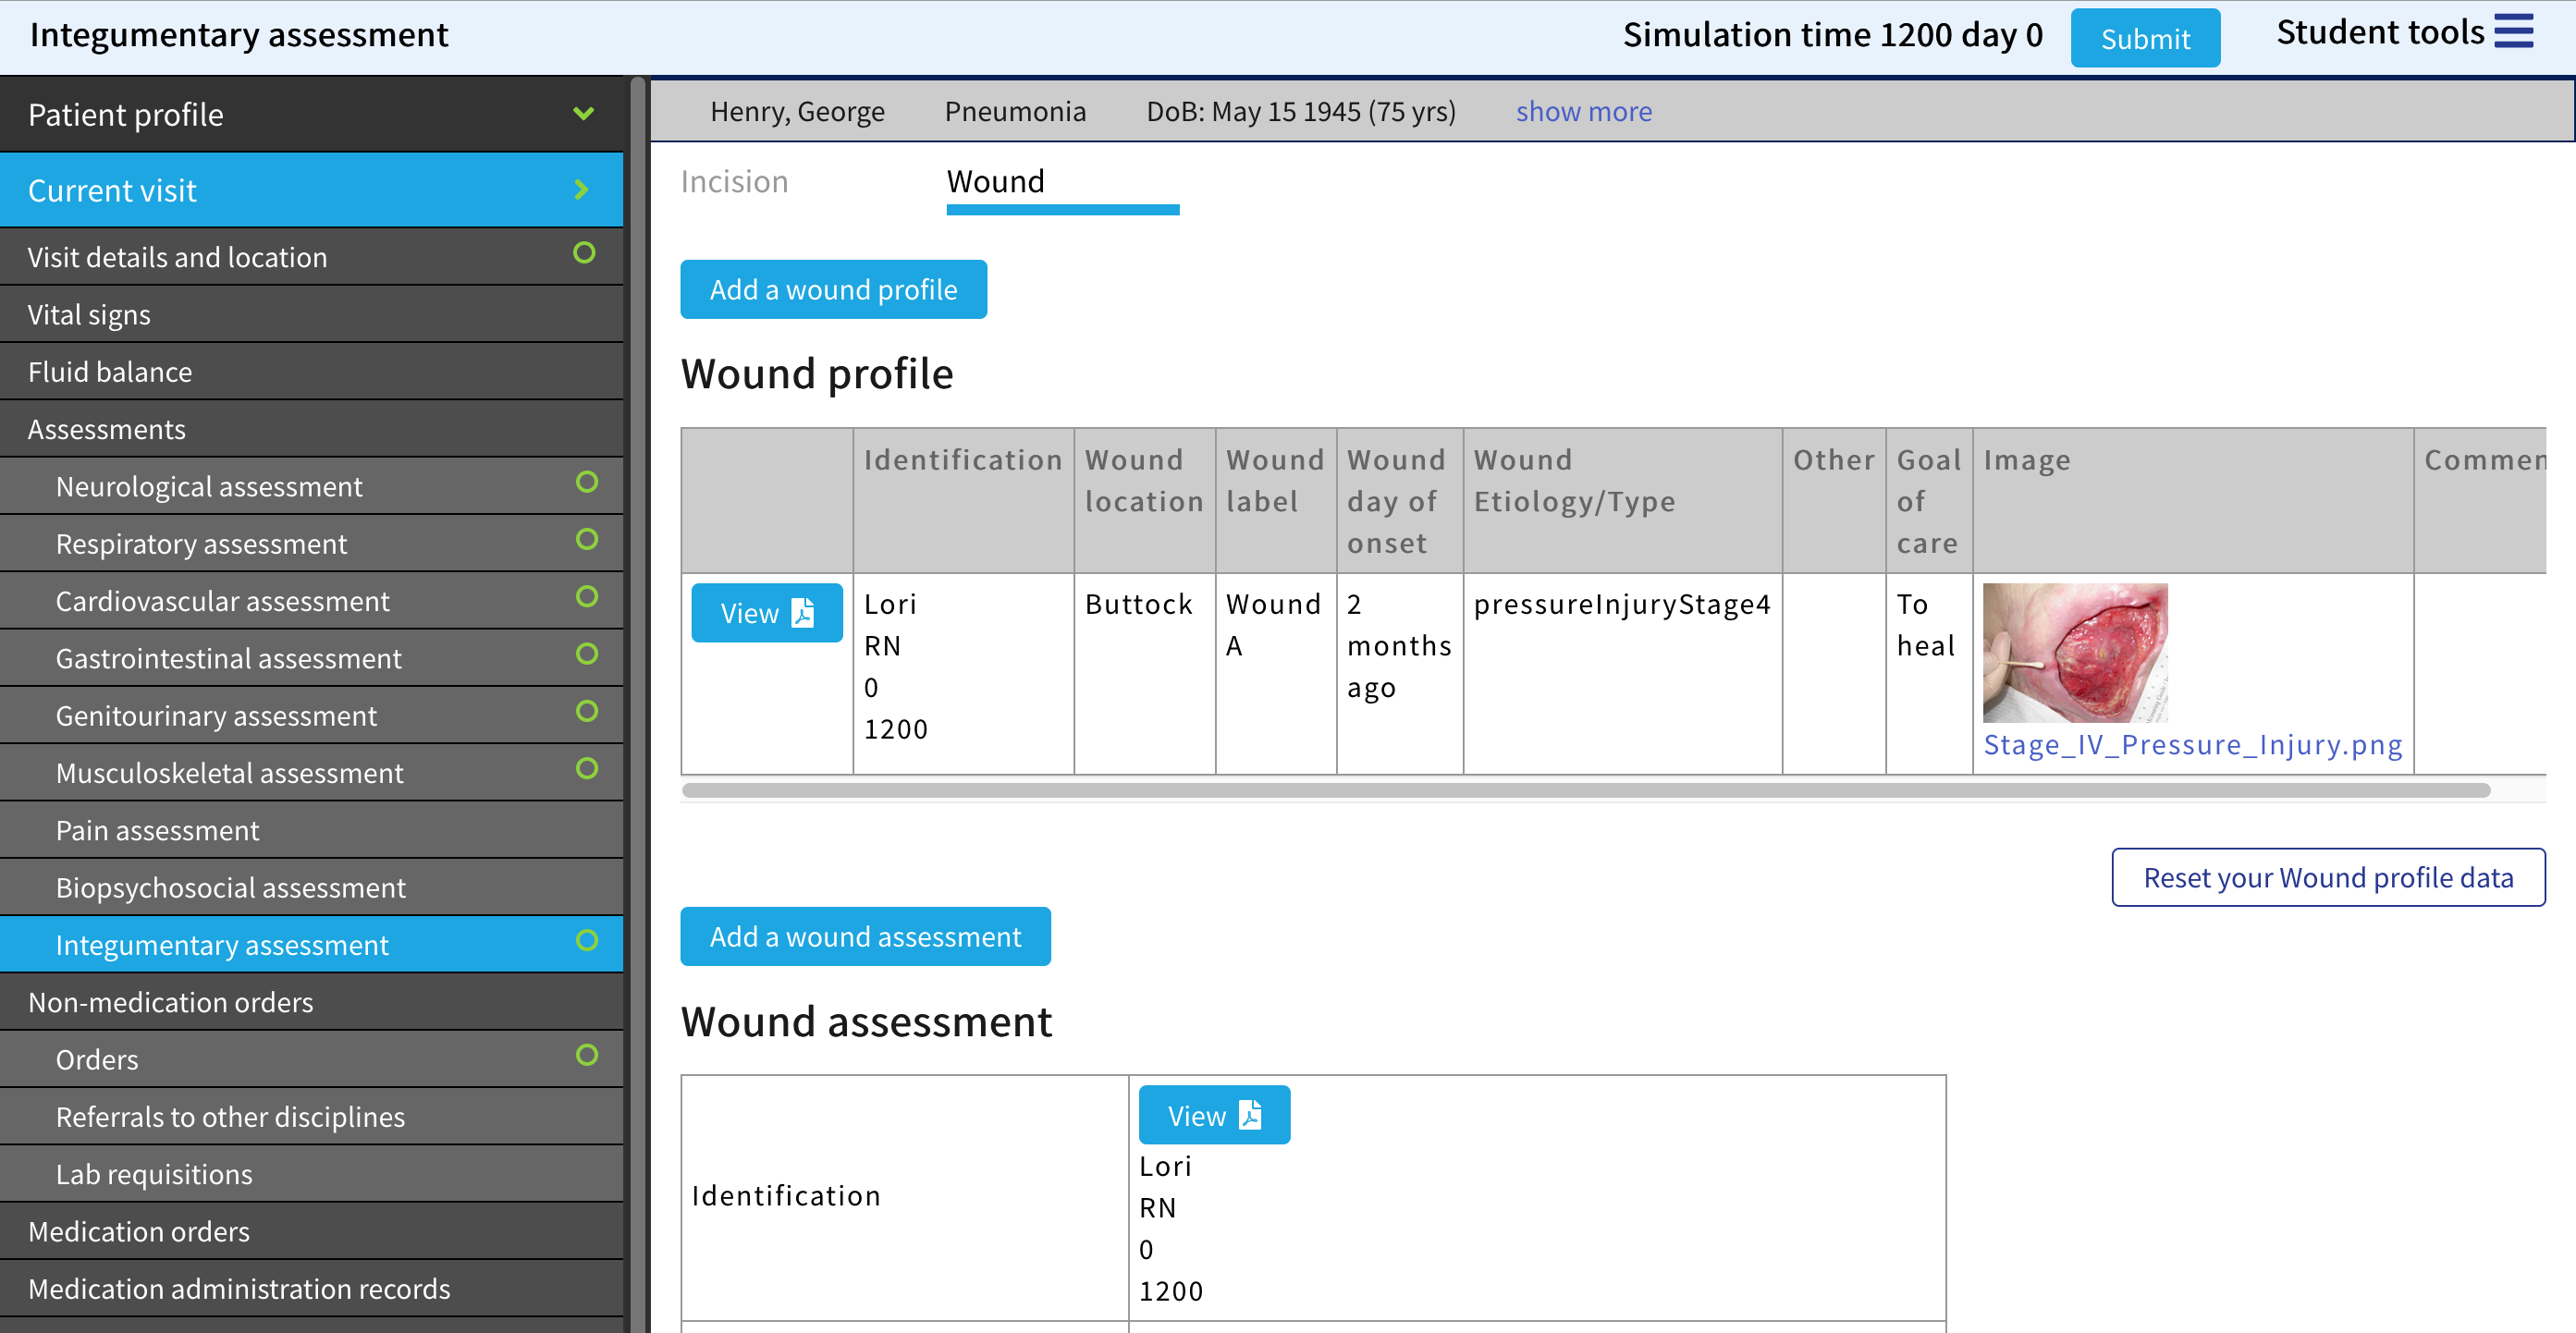 Integumentary assessment
Simulation time 1200 day 0
Submit
Student tools
Patient profile
Current visit
Visit details and location
Vital signs
Fluid balance
Assessments
Neurological assessment
Respiratory assessment
Cardiovascular assessment
Gastrointestinal assessment
Genitourinary assessment
Musculoskeletal assessment
Pain assessment
Biopsychosocial assessment
Integumentary assessment
Non-medication orders
Orders
Referrals to other disciplines
Lab requisitions
Medication orders
Medication administration records
Henry, George Pneumonia DoB: May 15 1945 (75 yrs) show more
Incision Wound
Add a wound profile
Wound profile
Identification
Wound
location
Wound
label
Wound
day of
onset
Wound
Etiology/Type
Other
Goal
of
care
Image
Commen
View
Lori
RN
0
1200
Buttock
Wound
A
2
months
ago
pressureInjuryStage4
To
heal
Stage_IV_Pressure_Injury.png
Reset your Wound profile data
Add a wound assessment
Wound assessment
Identification
View
Lori
RN
0
1200